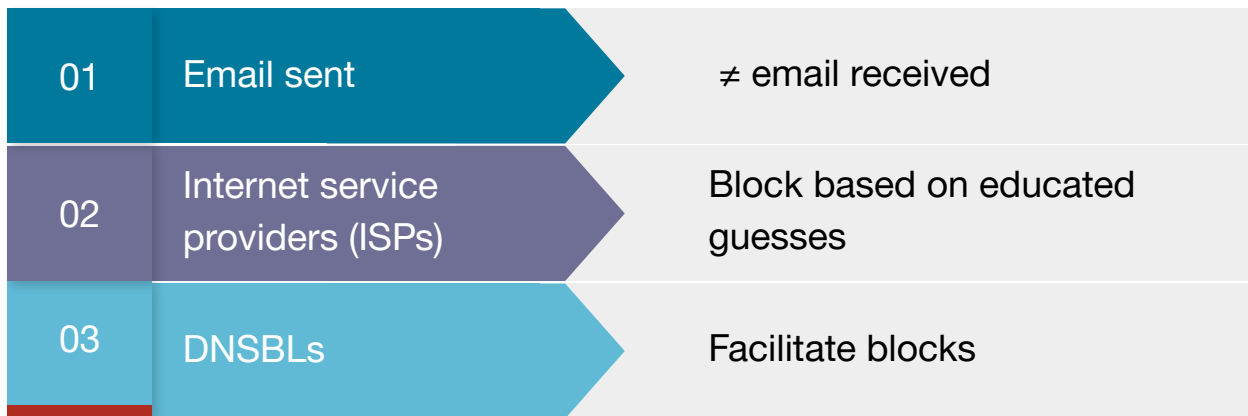 01 Email sent ≠ email received
02 Internet service providers (ISPs) Block based on educated guesses
03 DNSBLs Facilitate blocks